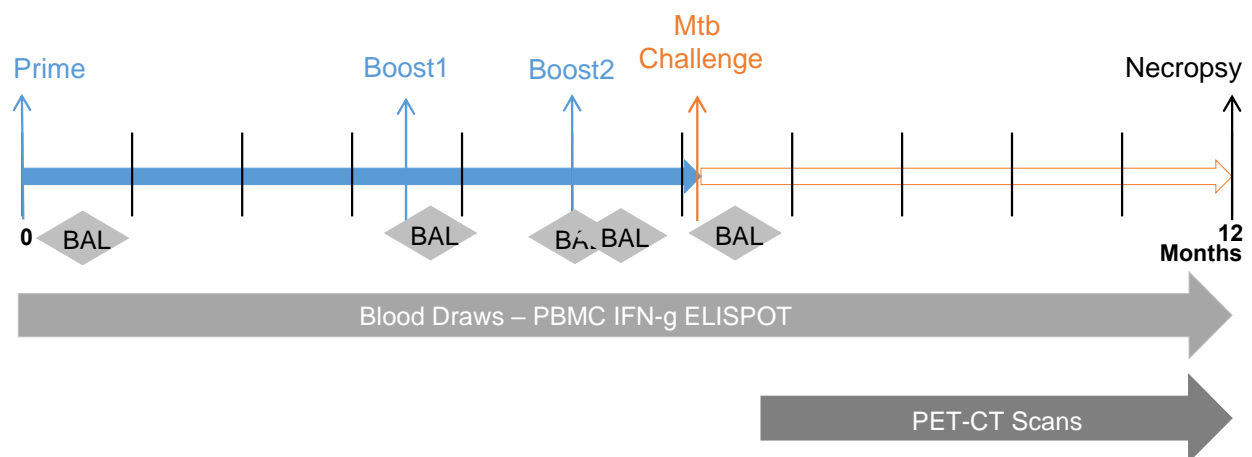 Mtb
Challenge
Prime
Boost1
Boost2
Necropsy
0
BAL
BAL
BAL
BAL
BAL
12
Months
Blood Draws – PBMC IFN-g ELISPOT
PET-CT Scans